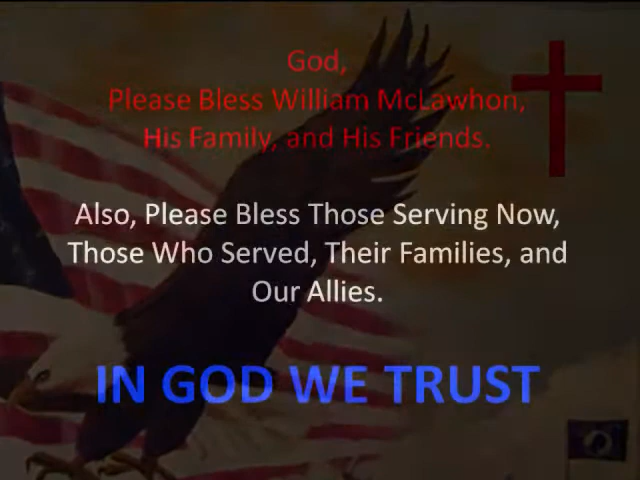 God,
Please Bless William McLawhon,
His Family, and His Friends.
Also, Please Bless Those Serving Now,
Those Who Served, Their Families, and
Our Allies.
IN GOD WE TRUST